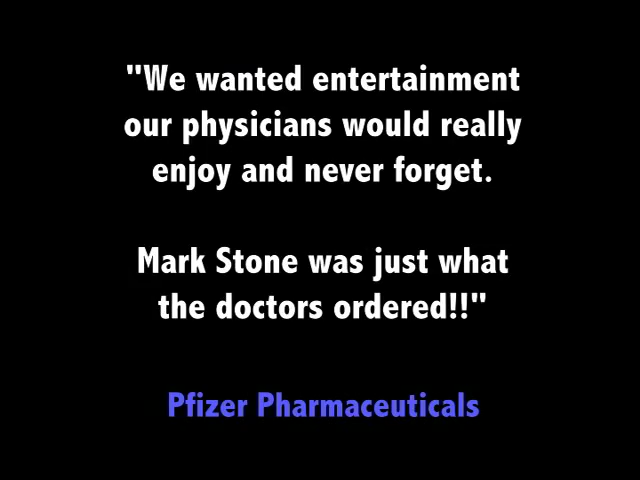 "We wanted entertainment
our physicians would really
enjoy and never forget.
Mark Stone was just what
the doctors ordered!!"
Pfizer Pharmaceuticals